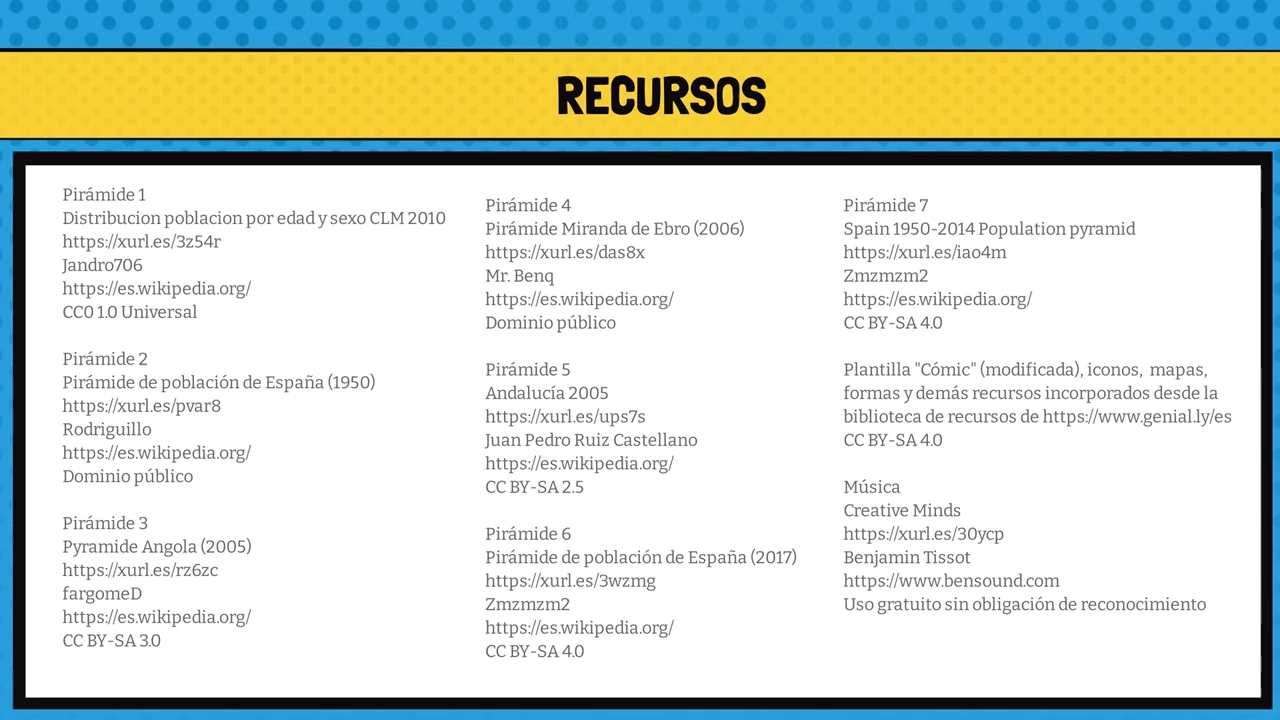 RECURSOS
Pirámide 1
Distribucion poblacion por edad y sexo CLM 2010
https://xurl.es/3z54r
Jandro706
https://es.wikipedia.org/
CC0 1.0 Universal
Pirámide 2
Pirámide de población de España (1950)
https://xurl.es/pvar8
Rodriguillo
https://es.wikipedia.org/
Dominio público
Pirámide 3
Pyramide Angola (2005)
https://xurl.es/rz6zc
fargomeD
https://es.wikipedia.org/
CC BY-SA 3.0
Pirámide 4
Pirámide Miranda de Ebro (2006)
https://xurl.es/das8x
Mr. Benq
https://es.wikipedia.org/
Dominio público
Pirámide 5
Andalucía 2005
https://xurl.es/ups7s
Juan Pedro Ruiz Castellano
https://es.wikipedia.org/
CC BY-SA 2.5
Pirámide 6
Pirámide de población de España (2017)
https://xurl.es/3wzmg
Zmzmzm2
https://es.wikipedia.org/
CC BY-SA 4.0
Pirámide 7
Spain 1950-2014 Population pyramid
https://xurl.es/iao4m
Zmzmzm2
https://es.wikipedia.org/
CC BY-SA 4.0
Plantilla "Cómic" (modificada), iconos, mapas,
formas y demás recursos incorporados desde la
biblioteca de recursos de https://www.genial.ly/es
CC BY-SA 4.0
Música
Creative Minds
https://xurl.es/30ycp
Benjamin Tissot
https://www.bensound.com
Uso gratuito sin obligación de reconocimiento